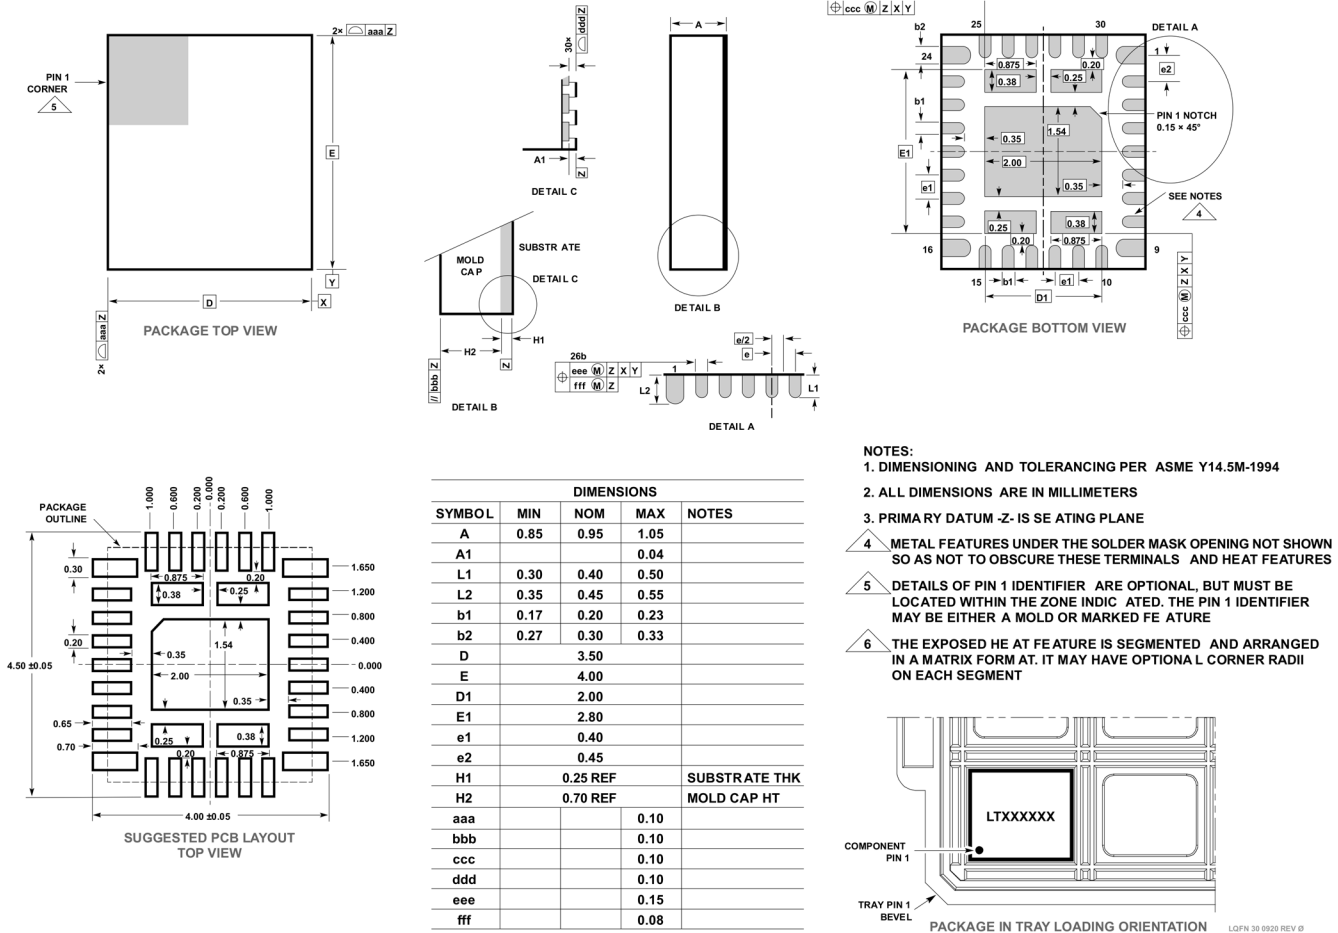 2× aaa Z
PIN 1
CORNER
5
E
Y
D
X
2× aaa Z
PACKAGE TOP VIEW
30×
ddd Z
A1
Z
DETAIL C
SUBSTRATE
MOLD
CAP
DETAIL C
H1
H2
Z
// bbb Z
DETAIL B
A
DETAIL B
e/2
e
26b
eee M Z X Y
fff M Z
1
L2
L1
DETAIL A
ccc M Z X Y
25
30
DETAIL A
b2
24
1
e2
0.875
0.20
0.38
0.25
b1
PIN 1 NOTCH
0.15 × 45°
1.54
0.35
E1
2.00
e1
0.35
SEE NOTES
4
0.25
0.38
0.20
0.875
16
9
15
b1
e1
10
D1
ccc M Z X Y
PACKAGE BOTTOM VIEW
1.000
0.600
0.200
0.000
0.200
0.600
1.000
PACKAGE
OUTLINE
0.30
0.875
0.20
1.650
0.38
0.25
1.200
0.800
0.20
1.54
0.400
4.50 ±0.05
0.35
0.000
2.00
0.400
0.35
0.800
0.65
0.25
0.38
1.200
0.70
0.20
0.875
1.650
4.00 ±0.05
SUGGESTED PCB LAYOUT
TOP VIEW
DIMENSIONS
SYMBOL MIN NOM MAX NOTES
A 0.85 0.95 1.05
A1 0.04
L1 0.30 0.40 0.50
L2 0.35 0.45 0.55
b1 0.17 0.20 0.23
b2 0.27 0.30 0.33
D 3.50
E 4.00
D1 2.00
E1 2.80
e1 0.40
e2 0.45
H1 0.25 REF SUBSTRATE THK
H2 0.70 REF MOLD CAP HT
aaa 0.10
bbb 0.10
ccc 0.10
ddd 0.10
eee 0.15
fff 0.08
NOTES:
1. DIMENSIONING AND TOLERANCING PER ASME Y14.5M-1994
2. ALL DIMENSIONS ARE IN MILLIMETERS
3. PRIMARY DATUM -Z- IS SEATING PLANE
4 METAL FEATURES UNDER THE SOLDER MASK OPENING NOT SHOWN
SO AS NOT TO OBSCURE THESE TERMINALS AND HEAT FEATURES
5 DETAILS OF PIN 1 IDENTIFIER ARE OPTIONAL, BUT MUST BE
LOCATED WITHIN THE ZONE INDICATED. THE PIN 1 IDENTIFIER
MAY BE EITHER A MOLD OR MARKED FEATURE
6 THE EXPOSED HEAT FEATURE IS SEGMENTED AND ARRANGED
IN A MATRIX FORMAT. IT MAY HAVE OPTIONAL CORNER RADII
ON EACH SEGMENT
LTXXXXXX
COMPONENT
PIN 1
TRAY PIN 1
BEVEL
PACKAGE IN TRAY LOADING ORIENTATION
LQFN 30 0920 REV Ø